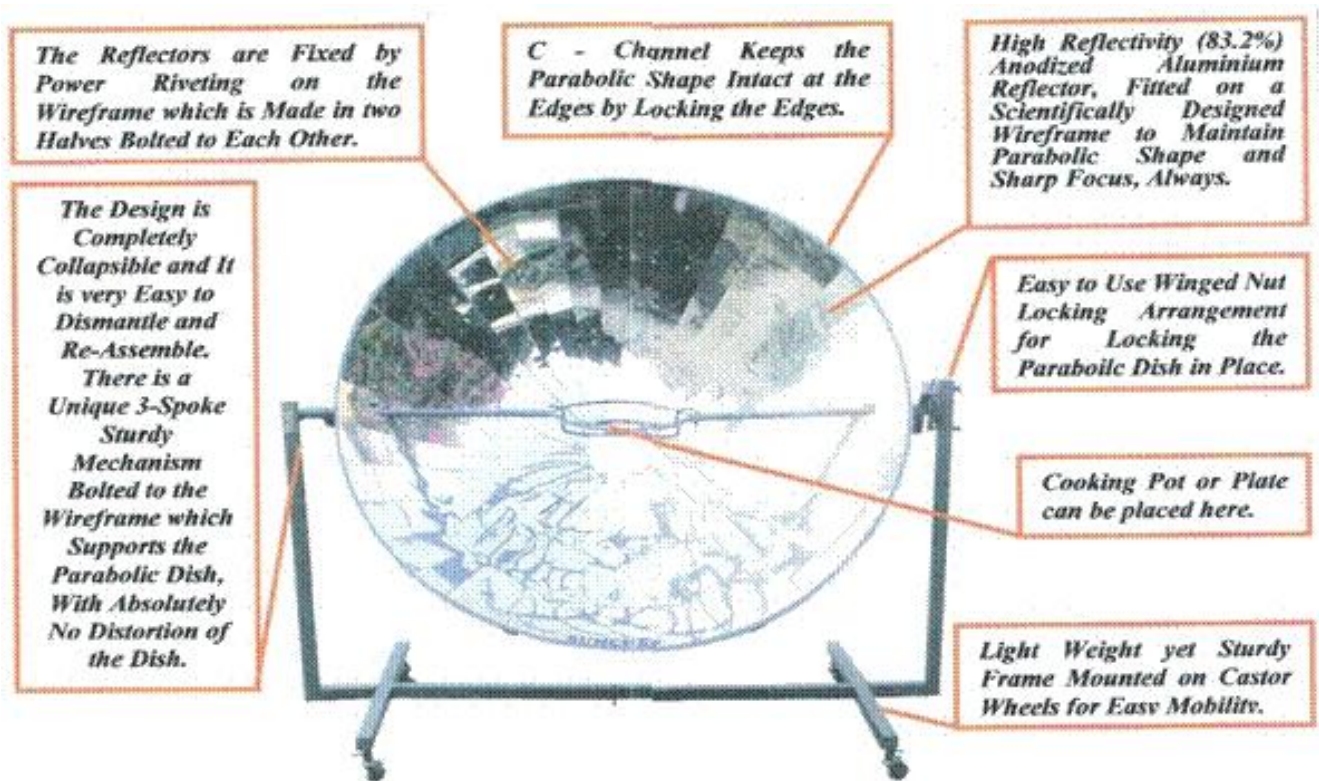 The Reflectors are Fixed by
Power Riveting on the
Wireframe which is Made in two
Halves Bolted to Each Other.
C - Channel Keeps the
Parabolic Shape Intact at the
Edges by Locking the Edges.
High Reflectivity (83.2%)
Anodized Aluminium
Reflector, Fitted on a
Scientifically Designed
Wireframe to Maintain
Parabolic Shape and
Sharp Focus, Always.
The Design is
Completely
Collapsible and It
is very Easy to
Dismantle and
Re-Assemble.
There is a
Unique 3-Spoke
Sturdy
Mechanism
Bolted to the
Wireframe which
Supports the
Parabolic Dish,
With Absolutely
No Distortion of
the Dish.
Easy to Use Winged Nut
Locking Arrangement
for Locking the
Paraboilc Dish in Place.
Cooking Pot or Plate
can be placed here.
Light Weight yet Sturdy
Frame Mounted on Castor
Wheels for Easy Mobility.